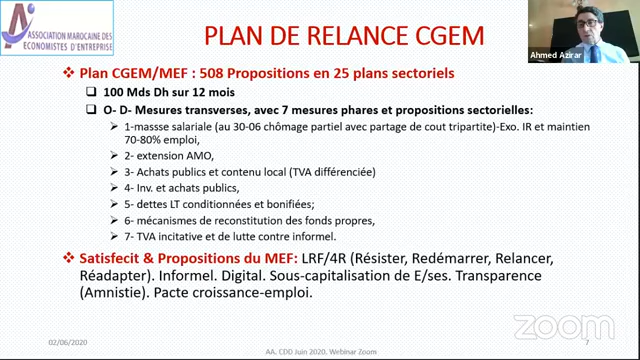 ASSOCIATION MAROCAINE DES
ECONOMISTES D'ENTREPRISE
PLAN DE RELANCE CGEM
Ahmed Azirar
Plan CGEM/MEF : 508 Propositions en 25 plans sectoriels
100 Mds Dh sur 12 mois
O- D- Mesures transverses, avec 7 mesures phares et propositions sectorielles:
1-massse salariale (au 30-06 chômage partiel avec partage de cout tripartite)-Exo. IR et maintien
70-80% emploi,
2- extension AMO,
3- Achats publics et contenu local (TVA différenciée)
4- Inv. et achats publics,
5- dettes LT conditionnées et bonifiées;
6- mécanismes de reconstitution des fonds propres,
7- TVA incitative et de lutte contre informel.
Satisfecit & Propositions du MEF: LRF/4R (Résister, Redémarrer, Relancer,
Réadapter). Informel. Digital. Sous-capitalisation de E/ses. Transparence
(Amnistie). Pacte croissance-emploi.
zoom
02/06/2020
7
AA. CDD Juin 2020, Webinar Zoom